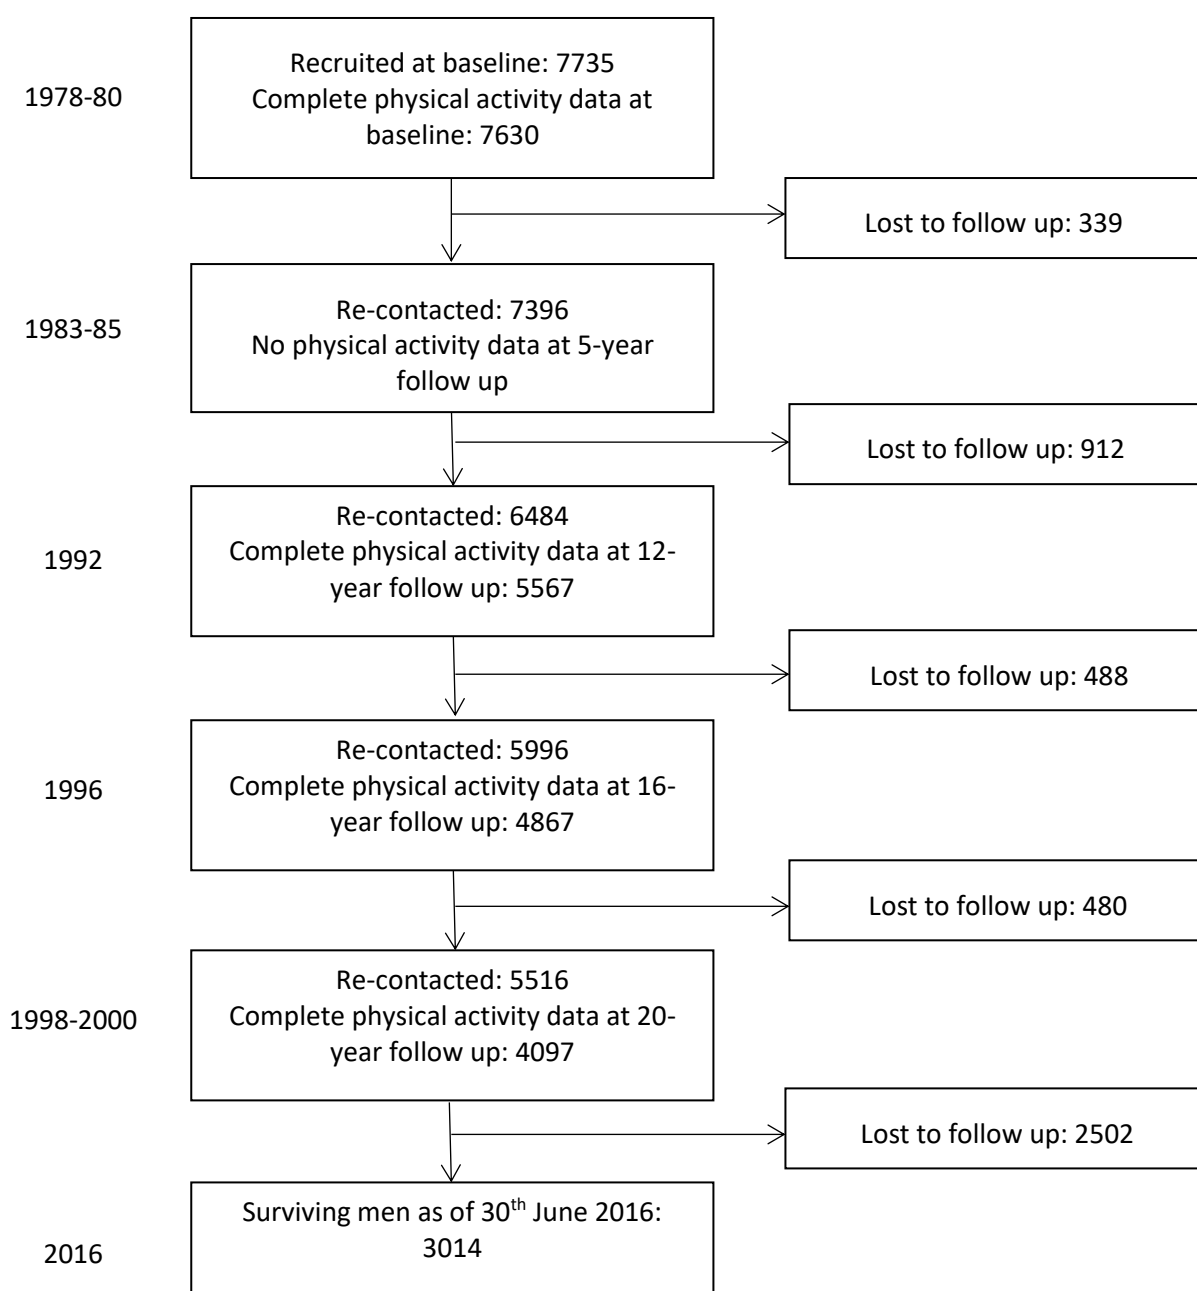 1978-80
Recruited at baseline: 7735
Complete physical activity data at
baseline: 7630
Lost to follow up: 339
1983-85
Re-contacted: 7396
No physical activity data at 5-year
follow up
Lost to follow up: 912
1992
Re-contacted: 6484
Complete physical activity data at 12-
year follow up: 5567
Lost to follow up: 488
1996
Re-contacted: 5996
Complete physical activity data at 16-
year follow up: 4867
Lost to follow up: 480
1998-2000
Re-contacted: 5516
Complete physical activity data at 20-
year follow up: 4097
Lost to follow up: 2502
2016
Surviving men as of 30th June 2016:
3014